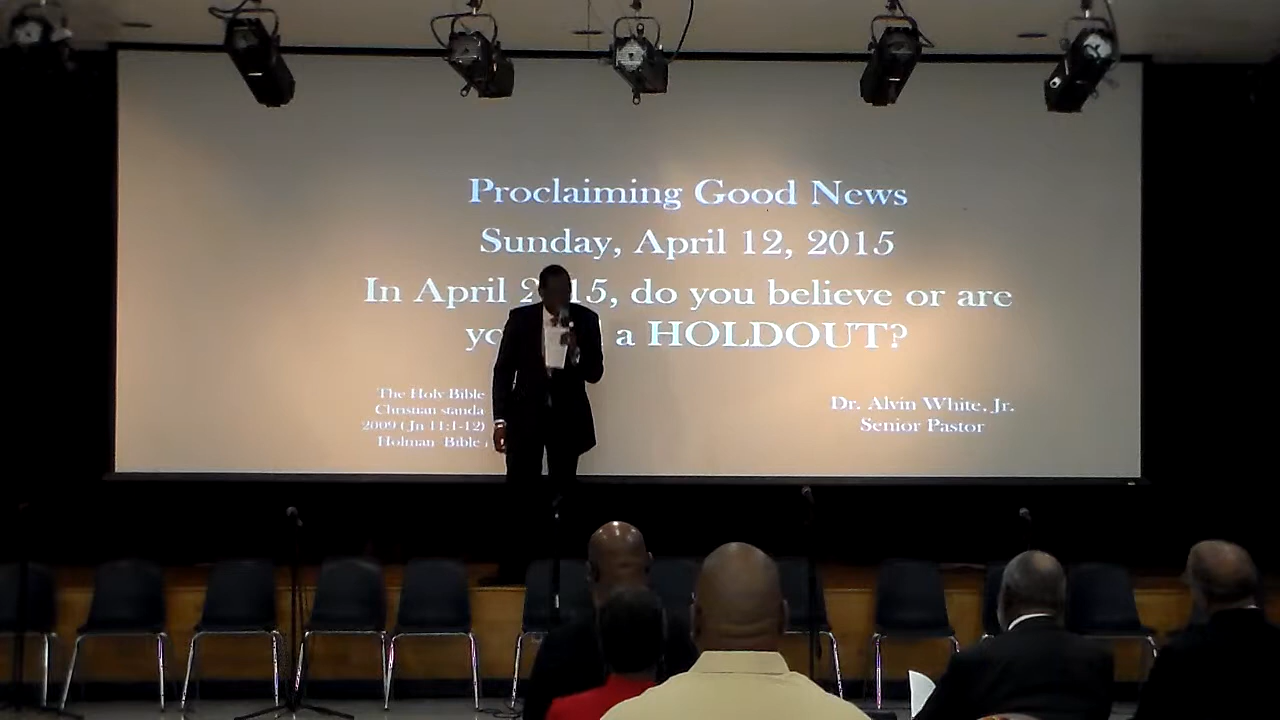 Proclaiming Good News
Sunday, April 12, 2015
In April 2 15, do you believe or are
yo a HOLDOUT?
The Holy Bible
Christian standa
2009 (Jn 11:1-12)
Holman Bible
Dr. Alvin White, Jr.
Senior Pastor